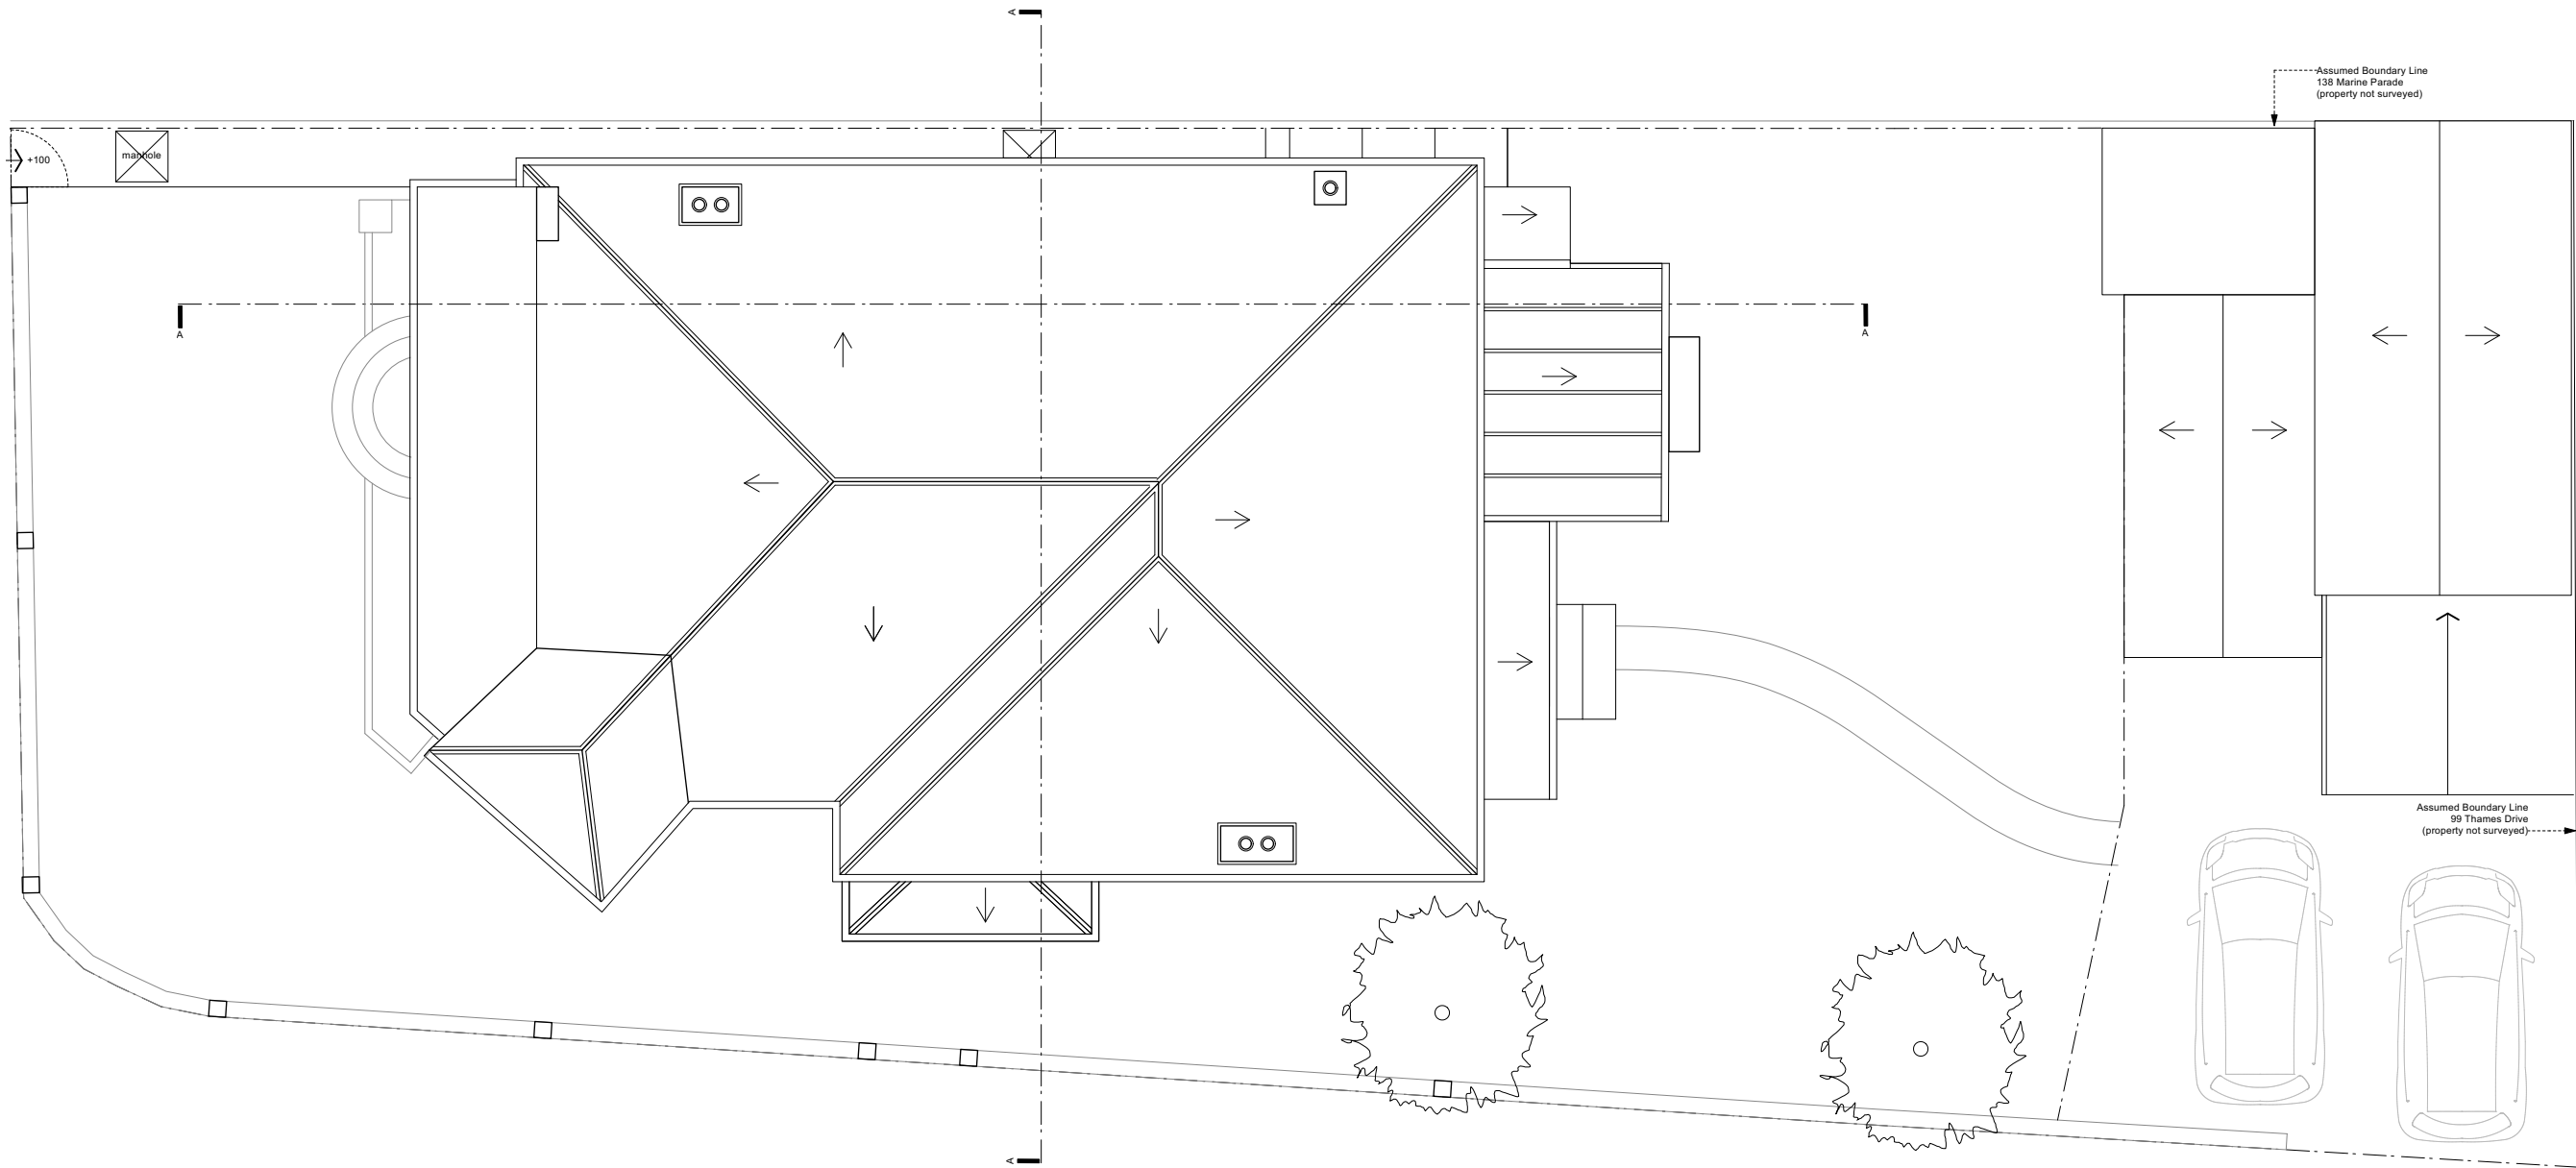 A
Assumed Boundary Line
138 Marine Parade
(property not surveyed)
+100
manhole
A
A
Assumed Boundary Line
99 Thames Drive
(property not surveyed)
A